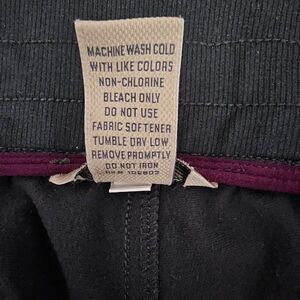 MACHINE WASH COLD
WITH LIKE COLORS
NON-CHLORINE
BLEACH ONLY
DO NOT USE
FABRIC SOFTENER
TUMBLE DRY LOW
REMOVE PROMPTLY
DO NOT IRON